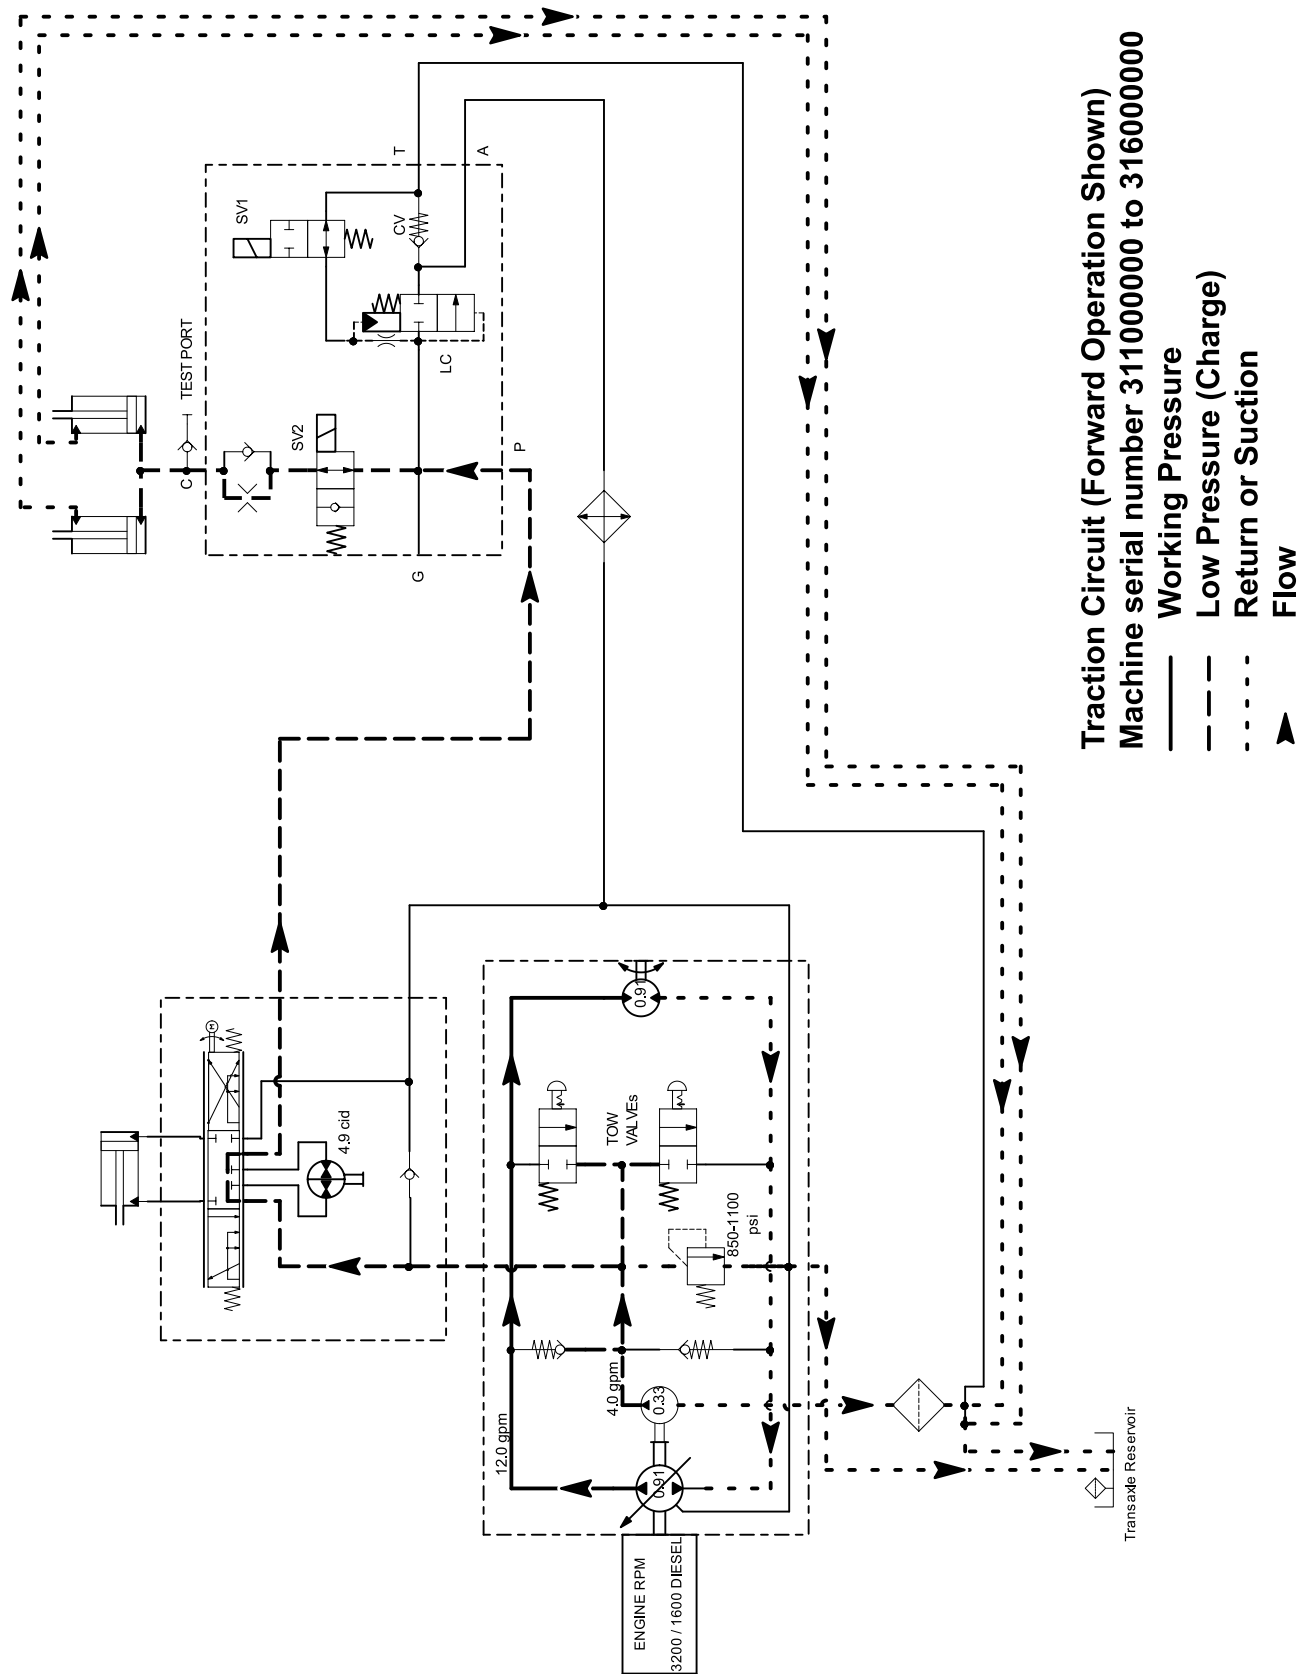 Traction Circuit (Forward Operation Shown)
Machine serial number 311000000 to 316000000
Working Pressure
Low Pressure (Charge)
Return or Suction
Flow
ENGINE RPM
3200 / 1600 DIESEL
0.91
0.33
12.0 gpm
4.0 gpm
850-1100
psi
TOW
VALVEs
0.91
4.9 cid
M
Transaxle Reservoir
G
P
C
TEST PORT
SV2
LC
SV1
CV
T
A